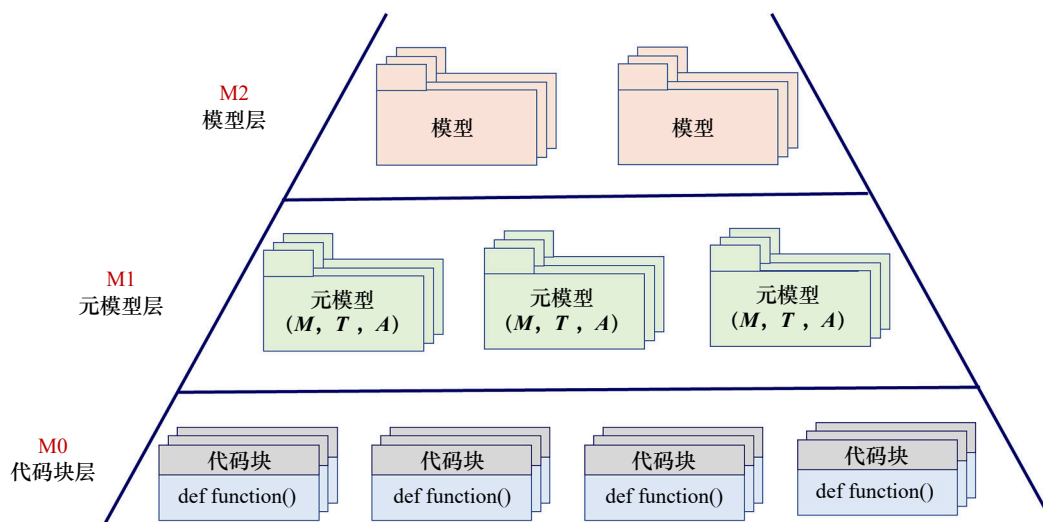 M2
模型层
模型
模型
M1
元模型层
元模型
(M, T , A)
元模型
(M, T , A)
元模型
(M, T , A)
M0
代码块层
代码块
def function()
代码块
def function()
代码块
def function()
代码块
def function()